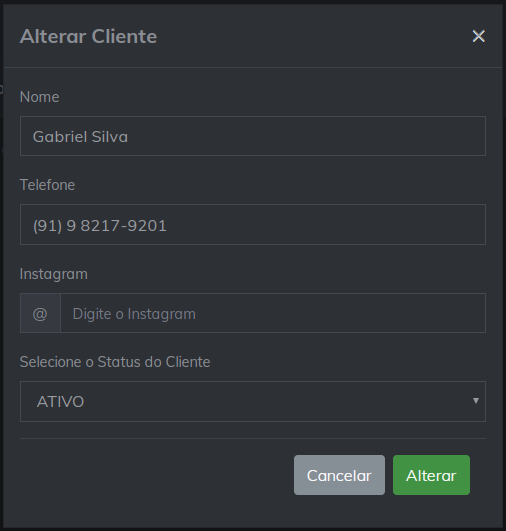 Alterar Cliente ×
Nome
Gabriel Silva
Telefone
(91) 9 8217-9201
Instagram
@ Digite o Instagram
Selecione o Status do Cliente
ATIVO
Cancelar Alterar